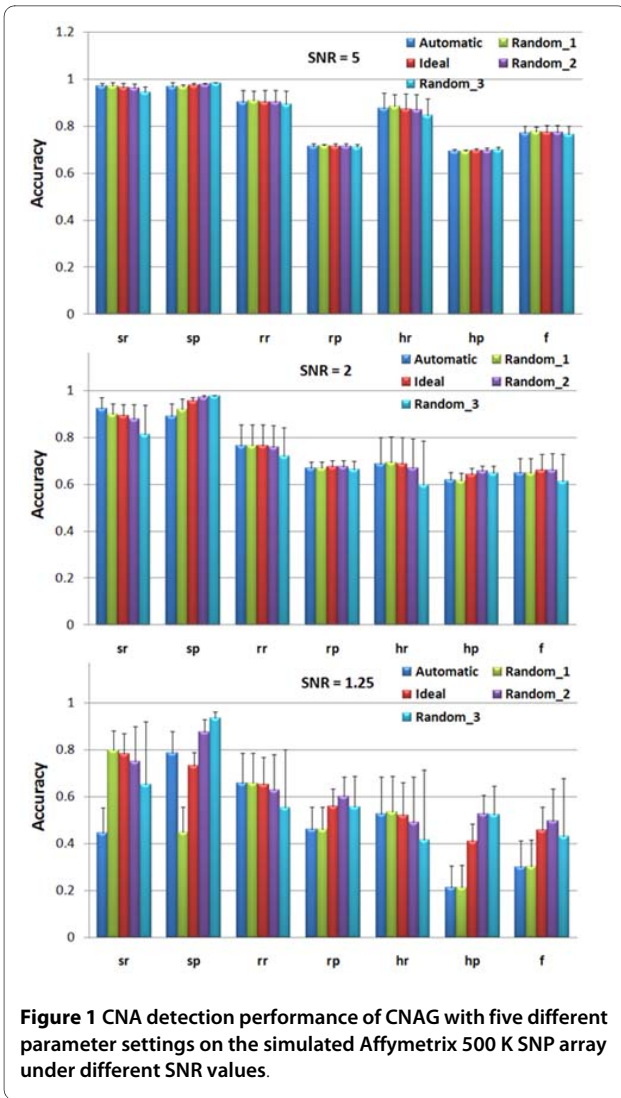 SNR = 5
Automatic Random_1
Ideal Random_2
Random_3
Accuracy
1.2
1
0.8
0.6
0.4
0.2
0
sr sp rr rp hr hp f
SNR = 2
Automatic Random_1
Ideal Random_2
Random_3
Accuracy
1
0.8
0.6
0.4
0.2
0
sr sp rr rp hr hp f
SNR = 1.25
Automatic Random_1
Ideal Random_2
Random_3
Accuracy
1
0.8
0.6
0.4
0.2
0
sr sp rr rp hr hp f
Figure 1 CNA detection performance of CNAG with five different
parameter settings on the simulated Affymetrix 500 K SNP array
under different SNR values.